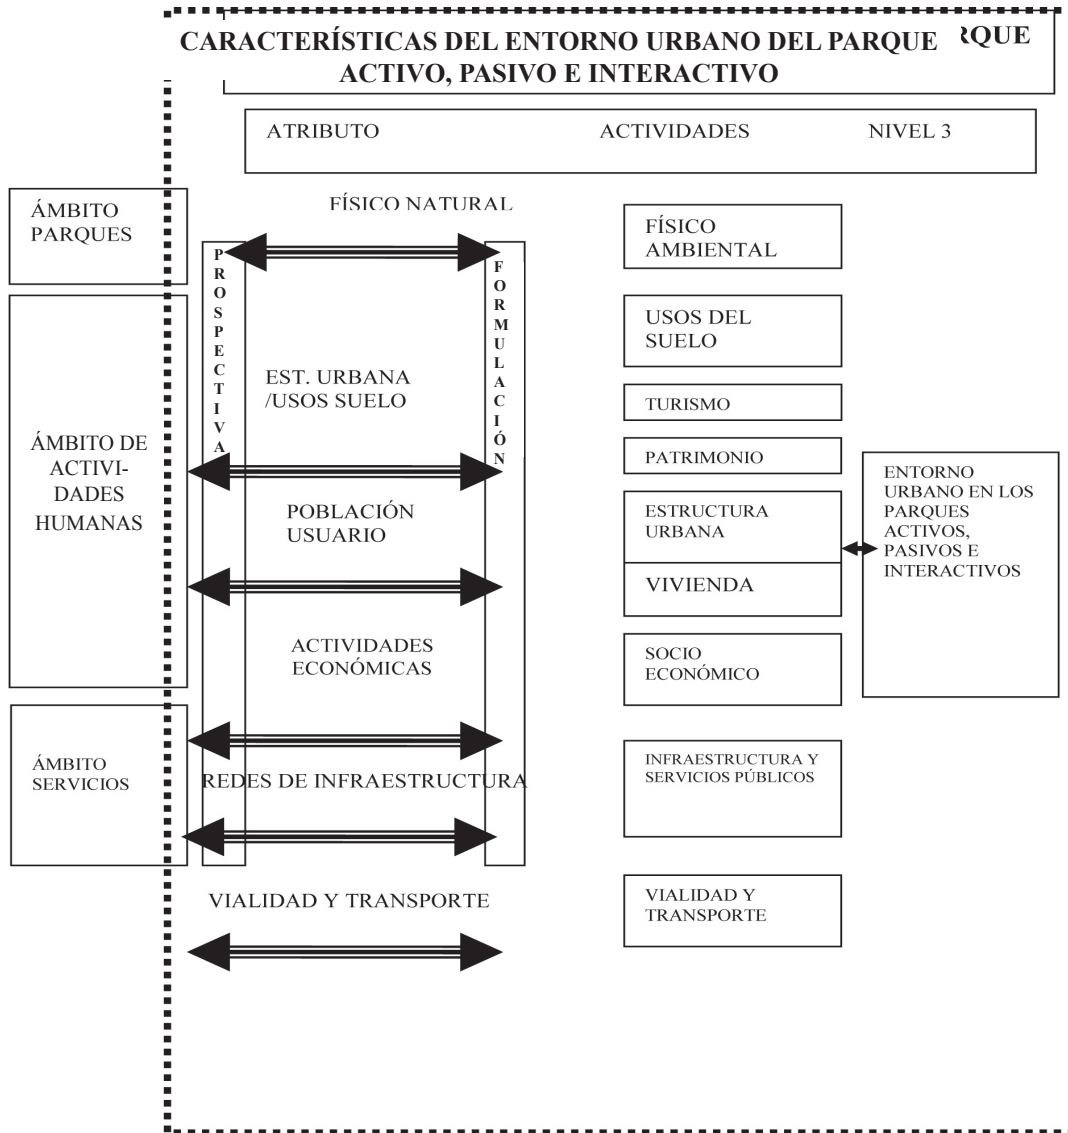 CARACTERÍSTICAS DEL ENTORNO URBANO DEL PARQUE
ACTIVO, PASIVO E INTERACTIVO
ATRIBUTO ACTIVIDADES NIVEL 3
ÁMBITO
PARQUES
ÁMBITO DE
ACTIVI-
DADES
HUMANAS
ÁMBITO
SERVICIOS
PROSPECTIVA
FÍSICO NATURAL
EST. URBANA
/USOS SUELO
POBLACIÓN
USUARIO
ACTIVIDADES
ECONÓMICAS
REDES DE INFRAESTRUCTURA
VIALIDAD Y TRANSPORTE
FORMULACIÓN
FÍSICO
AMBIENTAL
USOS DEL
SUELO
TURISMO
PATRIMONIO
ESTRUCTURA
URBANA
VIVIENDA
SOCIO
ECONÓMICO
INFRAESTRUCTURA Y
SERVICIOS PÚBLICOS
VIALIDAD Y
TRANSPORTE
ENTORNO
URBANO EN LOS
PARQUES
ACTIVOS,
PASIVOS E
INTERACTIVOS